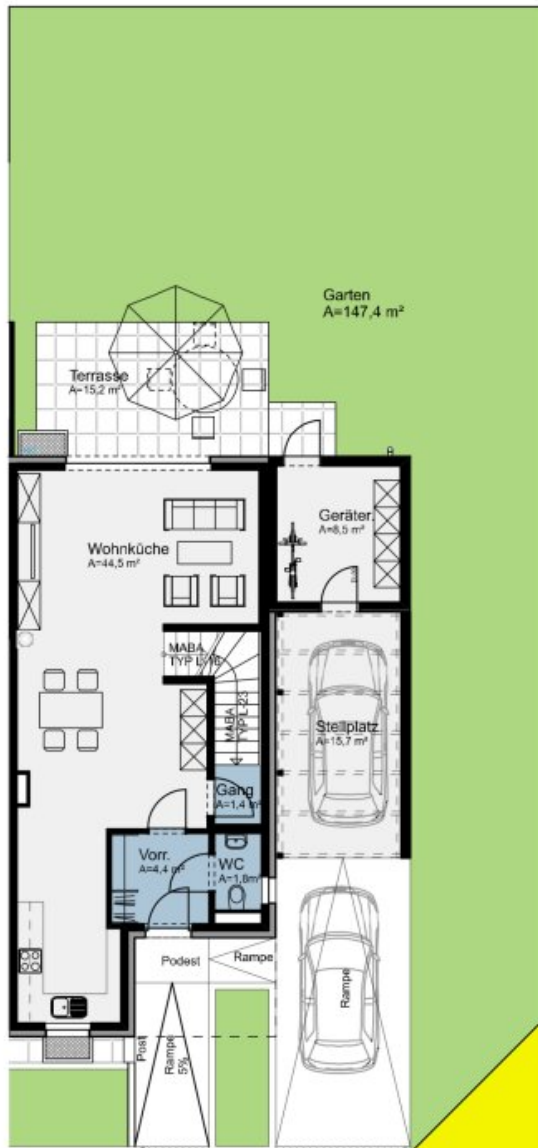 Garten
A=147,4 m²
Terrasse
A=15,2 m²
Geräter.
A=8,5 m²
Wohnküche
A=44,5 m²
MABA
TYP L-16
MABA
TYP L-23
Stellplatz
A=15,7 m²
Gang
A=1,4 m²
Vorr.
A=4,4 m²
WC
A=1,8m²
Podest
Rampe
Rampe
Post
Rampe
5%